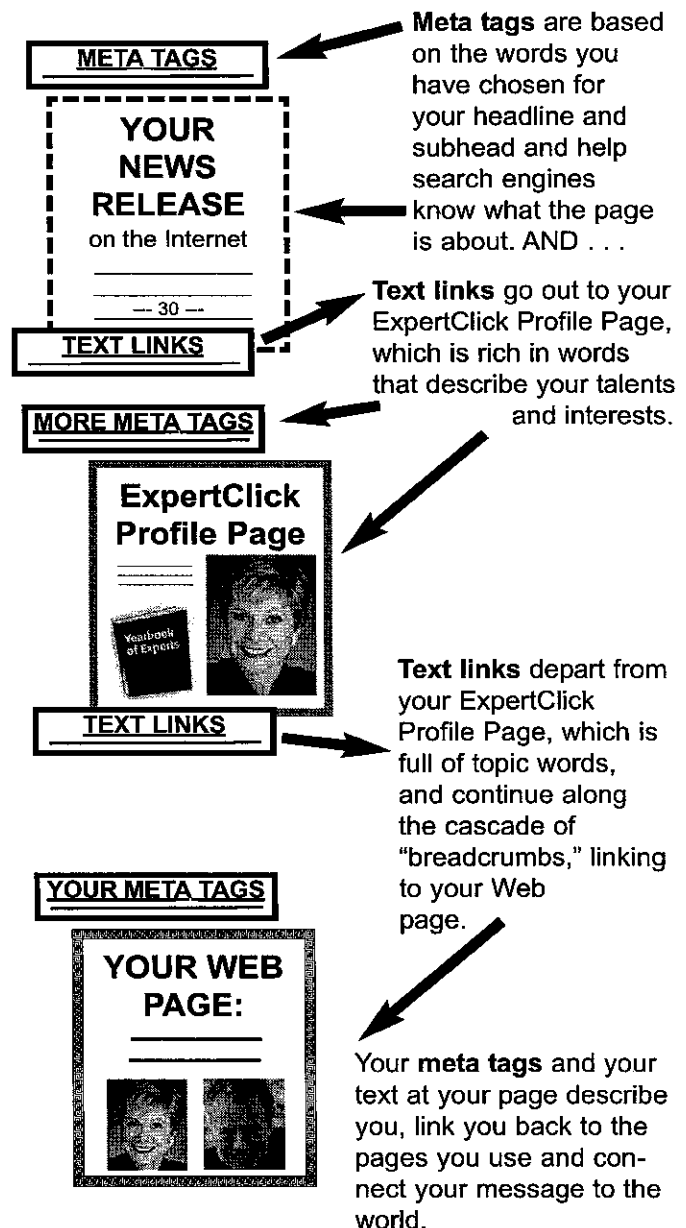 META TAGS
Meta tags are based
on the words you
have chosen for
your headline and
subhead and help
search engines
know what the page
is about. AND . . .
YOUR
NEWS
RELEASE
on the Internet
— 30 —
TEXT LINKS
Text links go out to your
ExpertClick Profile Page,
which is rich in words
that describe your talents
and interests.
MORE META TAGS
ExpertClick
Profile Page
Yearbook
of Experts
TEXT LINKS
Text links depart from
your ExpertClick
Profile Page, which is
full of topic words,
and continue along
the cascade of
“breadcrumbs,” linking
to your Web
page.
YOUR META TAGS
YOUR WEB
PAGE:
Your meta tags and your
text at your page describe
you, link you back to the
pages you use and con-
nect your message to the
world.